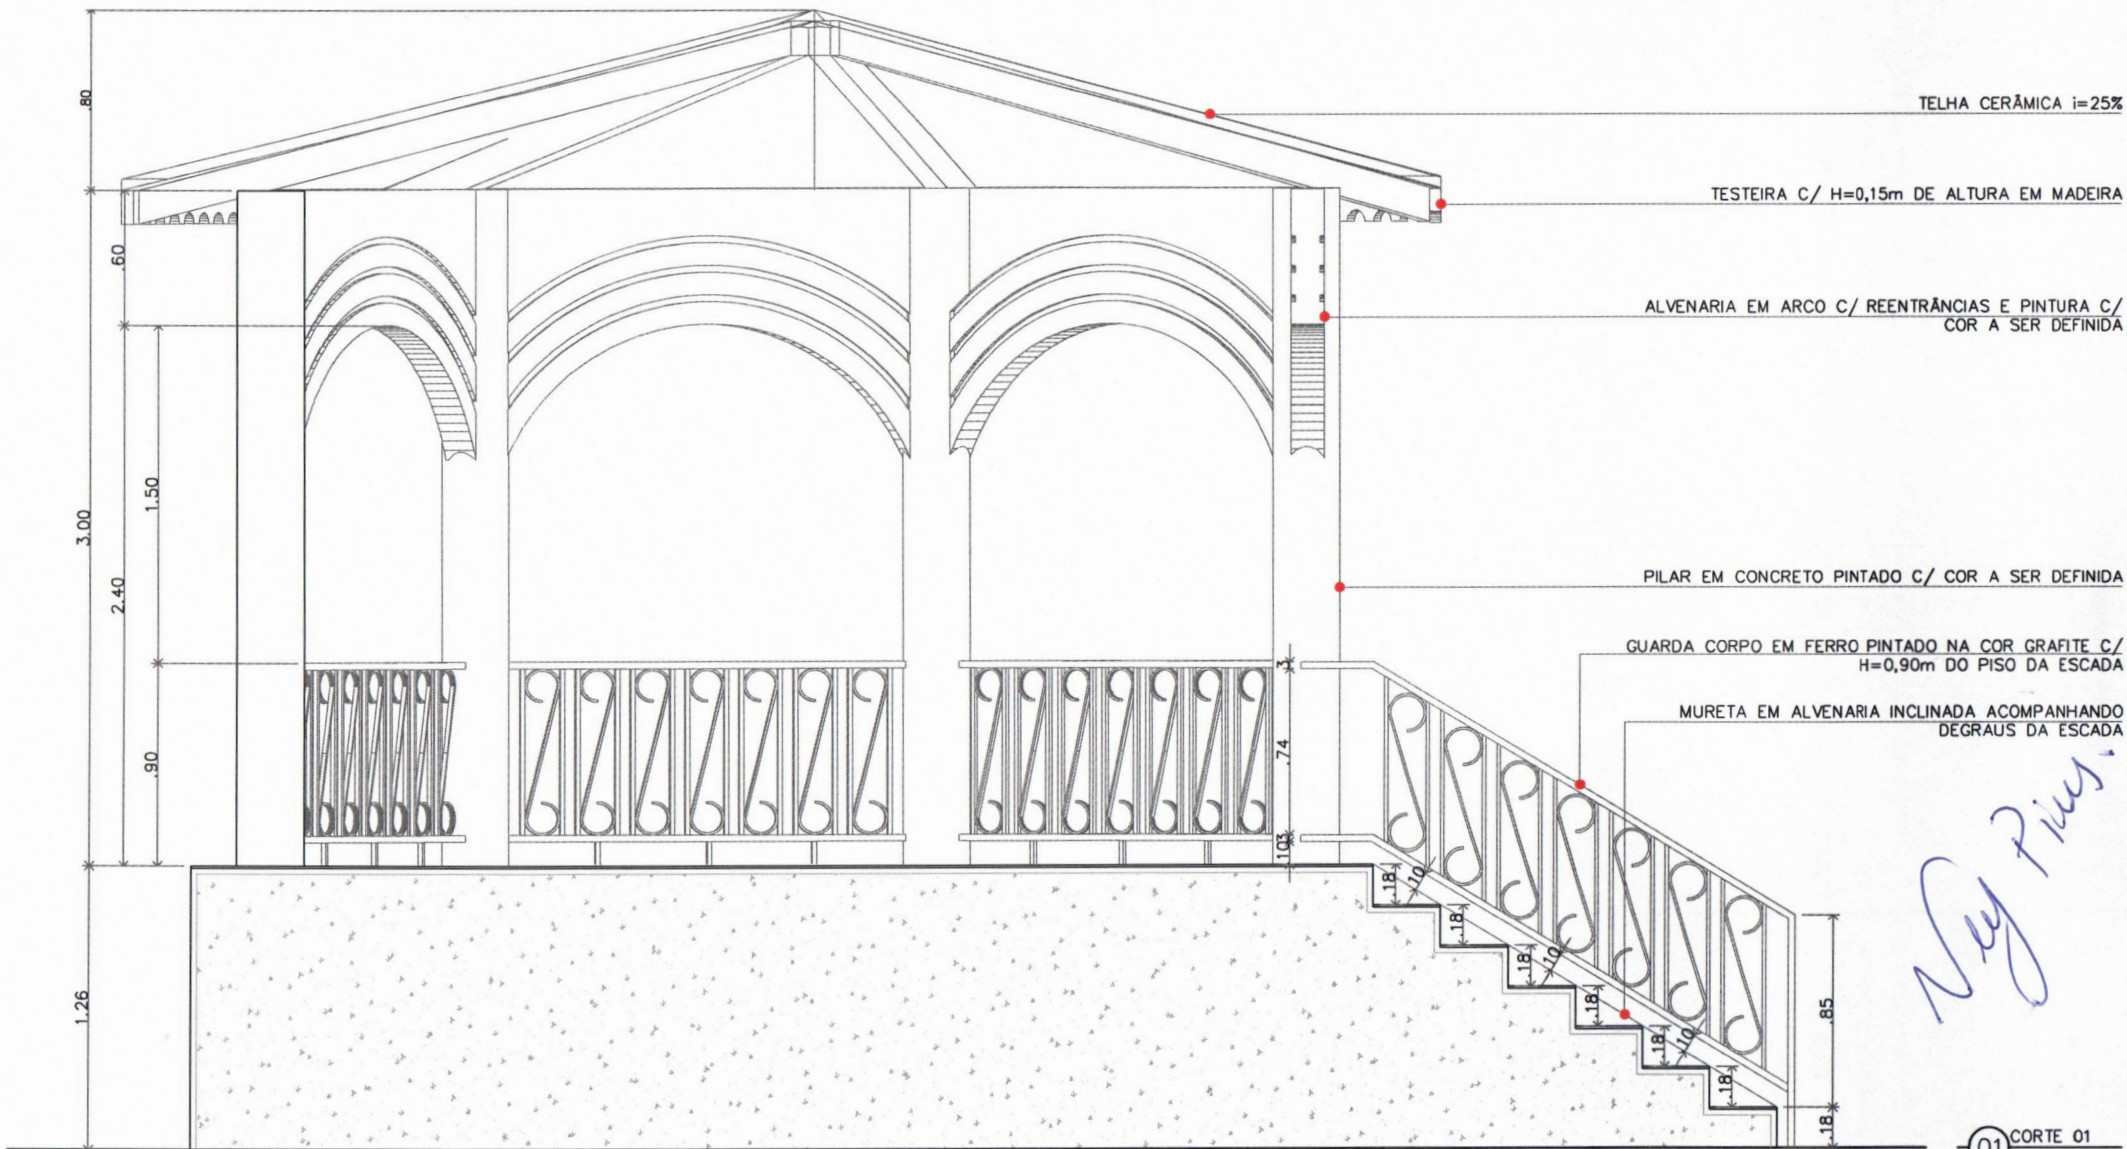 .80
TELHA CERÂMICA i=25%
TESTEIRA C/ H=0,15m DE ALTURA EM MADEIRA
.60
ALVENARIA EM ARCO C/ REENTRÂNCIAS E PINTURA C/
COR A SER DEFINIDA
1.50
3.00
2.40
PILAR EM CONCRETO PINTADO C/ COR A SER DEFINIDA
GUARDA CORPO EM FERRO PINTADO NA COR GRAFITE C/
H=0,90m DO PISO DA ESCADA
3
MURETA EM ALVENARIA INCLINADA ACOMPANHANDO
DEGRAUS DA ESCADA
.74
.90
103
.18
.10
.18
.18
.10
.18
.18
.10
.18
.85
.18
1.26
01
CORTE 01